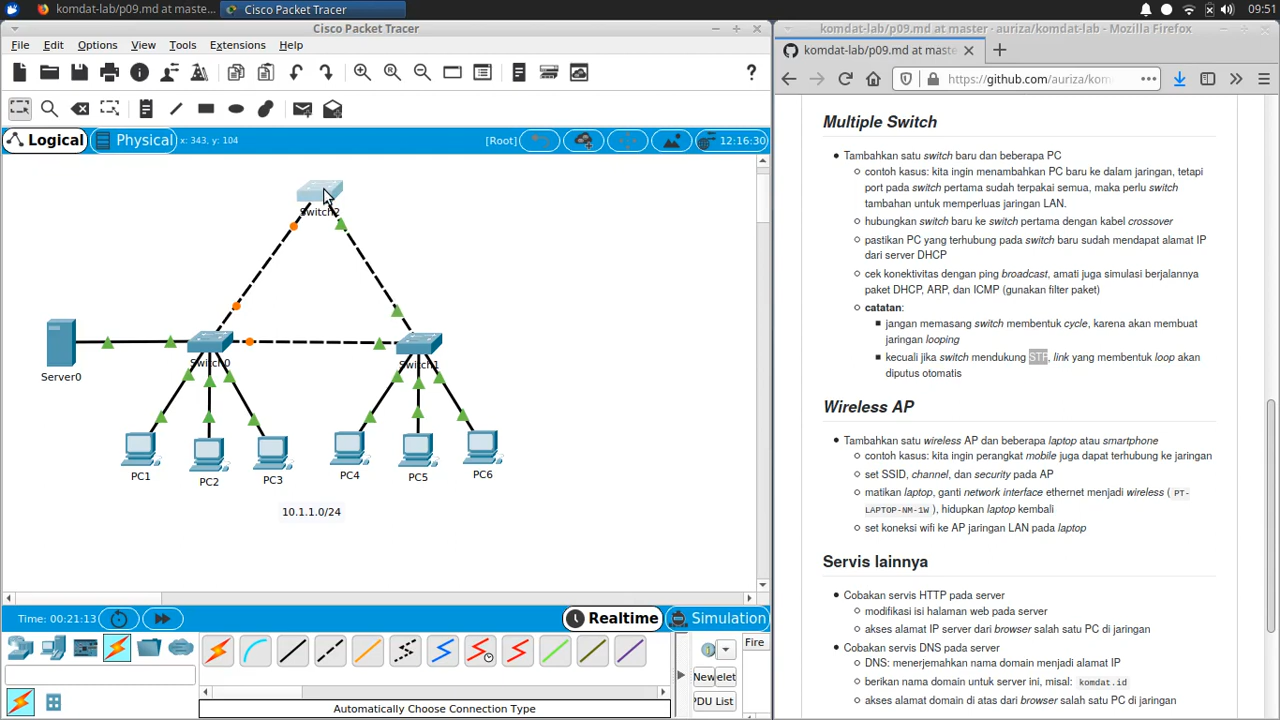 komdat-lab/p09.md at maste...
Cisco Packet Tracer
09:51
Cisco Packet Tracer
File Edit Options View Tools Extensions Help
Logical
Physical
x: 343, y: 104
[Root]
12:16:30
Switch2
Switch0
Switch1
Server0
PC1
PC2
PC3
PC4
PC5
PC6
10.1.1.0/24
Time: 00:21:13
Realtime
Simulation
Fire
New
elet
PDU List
Automatically Choose Connection Type
komdat-lab/p09.md at master · auriza/komdat-lab - Mozilla Firefox
komdat-lab/p09.md at maste
https://github.com/auriza/kom
Multiple Switch
Tambahkan satu switch baru dan beberapa PC
contoh kasus: kita ingin menambahkan PC baru ke dalam jaringan, tetapi
port pada switch pertama sudah terpakai semua, maka perlu switch
tambahan untuk memperluas jaringan LAN.
hubungkan switch baru ke switch pertama dengan kabel crossover
pastikan PC yang terhubung pada switch baru sudah mendapat alamat IP
dari server DHCP
cek konektivitas dengan ping broadcast, amati juga simulasi berjalannya
paket DHCP, ARP, dan ICMP (gunakan filter paket)
catatan:
jangan memasang switch membentuk cycle, karena akan membuat
jaringan looping
kecuali jika switch mendukung STP, link yang membentuk loop akan
diputus otomatis
Wireless AP
Tambahkan satu wireless AP dan beberapa laptop atau smartphone
contoh kasus: kita ingin perangkat mobile juga dapat terhubung ke jaringan
set SSID, channel, dan security pada AP
matikan laptop, ganti network interface ethernet menjadi wireless ( PT-
LAPTOP-NM-1W ), hidupkan laptop kembali
set koneksi wifi ke AP jaringan LAN pada laptop
Servis lainnya
Cobakan servis HTTP pada server
modifikasi isi halaman web pada server
akses alamat IP server dari browser salah satu PC di jaringan
Cobakan servis DNS pada server
DNS: menerjemahkan nama domain menjadi alamat IP
berikan nama domain untuk server ini, misal: komdat.id
akses alamat domain di atas dari browser salah satu PC di jaringan